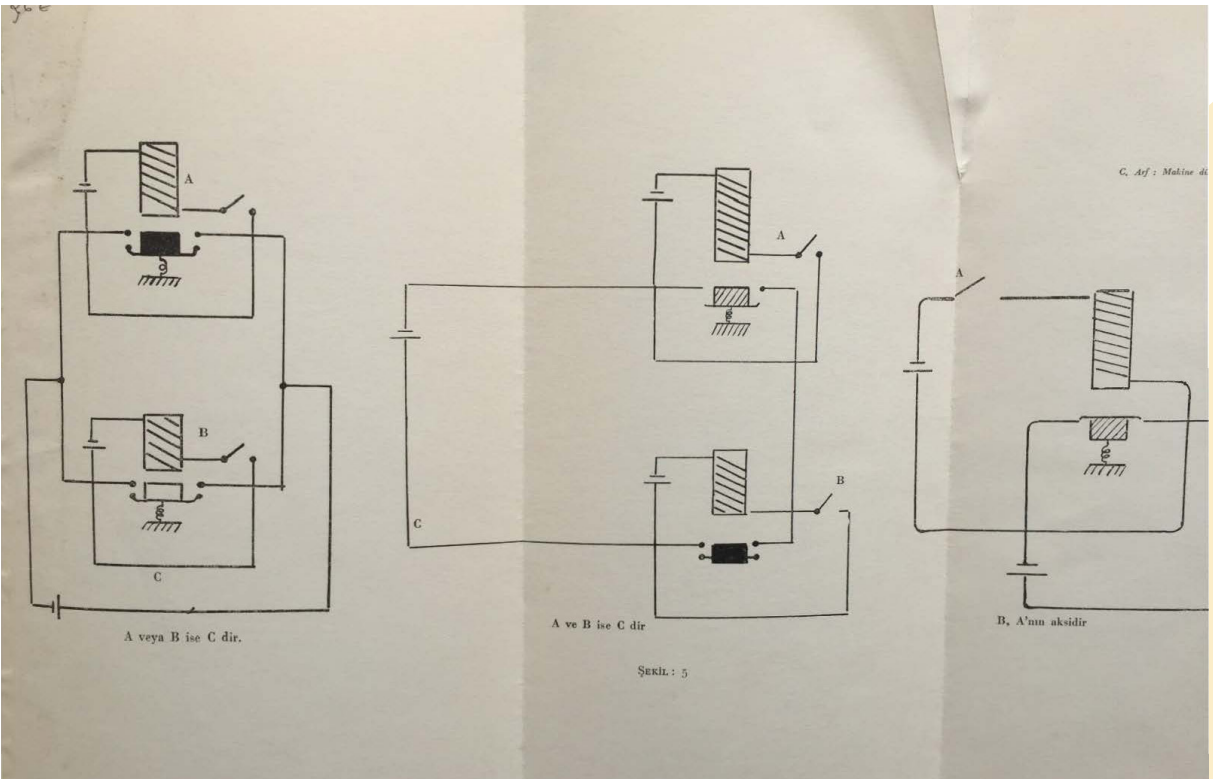 A
B
C
A veya B ise C dir.
A
B
C
A ve B ise C dir
ŞEKİL : 5
C. Arf : Makine
A
B, A'nın aksidir